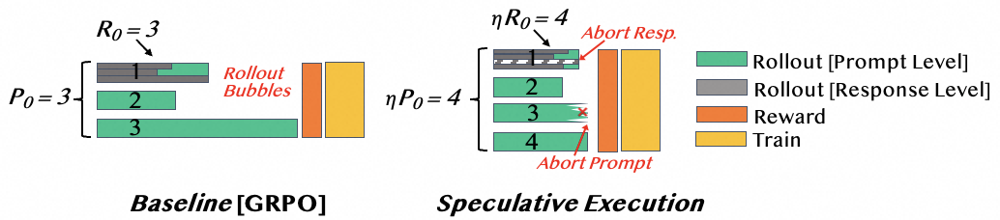 R₀ = 3
P₀ = 3
1
2
3
Rollout
Bubbles
Baseline [GRPO]
ηR₀ = 4
Abort Resp.
ηP₀ = 4
1
2
3
4
Abort Prompt
Speculative Execution
Rollout [Prompt Level]
Rollout [Response Level]
Reward
Train